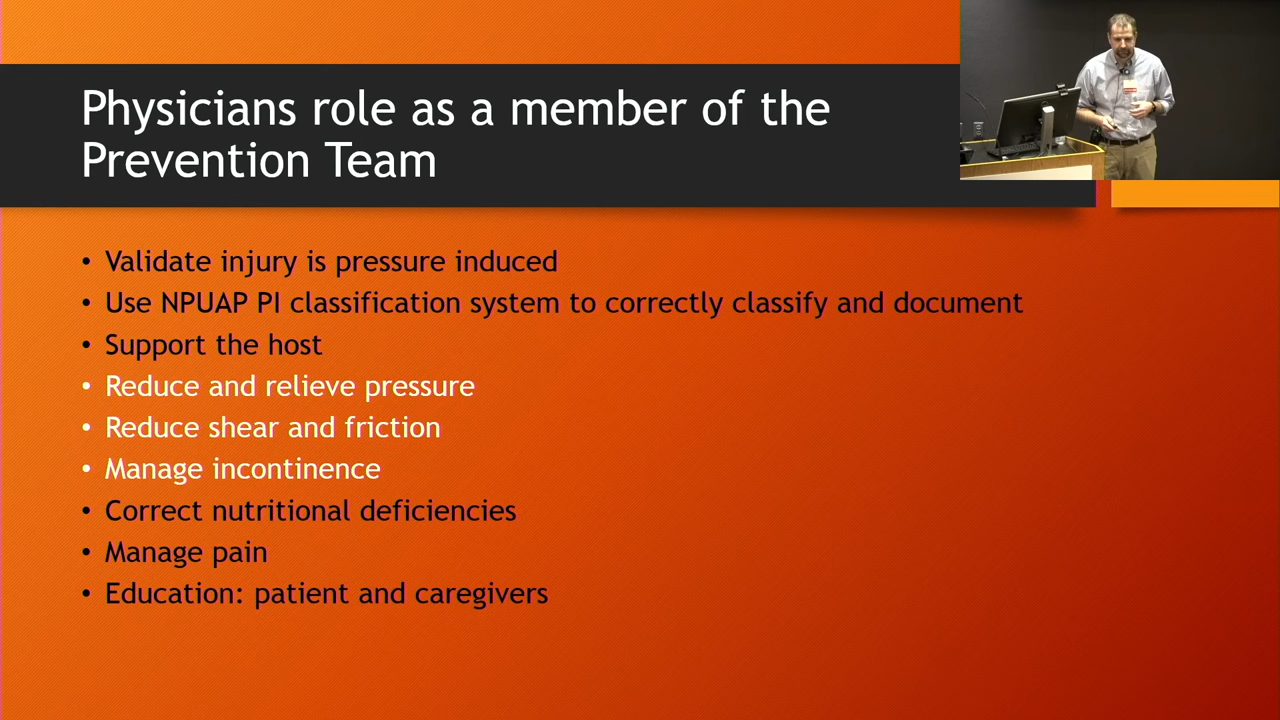 Physicians role as a member of the
Prevention Team
• Validate injury is pressure induced
• Use NPUAP PI classification system to correctly classify and document
• Support the host
• Reduce and relieve pressure
• Reduce shear and friction
• Manage incontinence
• Correct nutritional deficiencies
• Manage pain
• Education: patient and caregivers